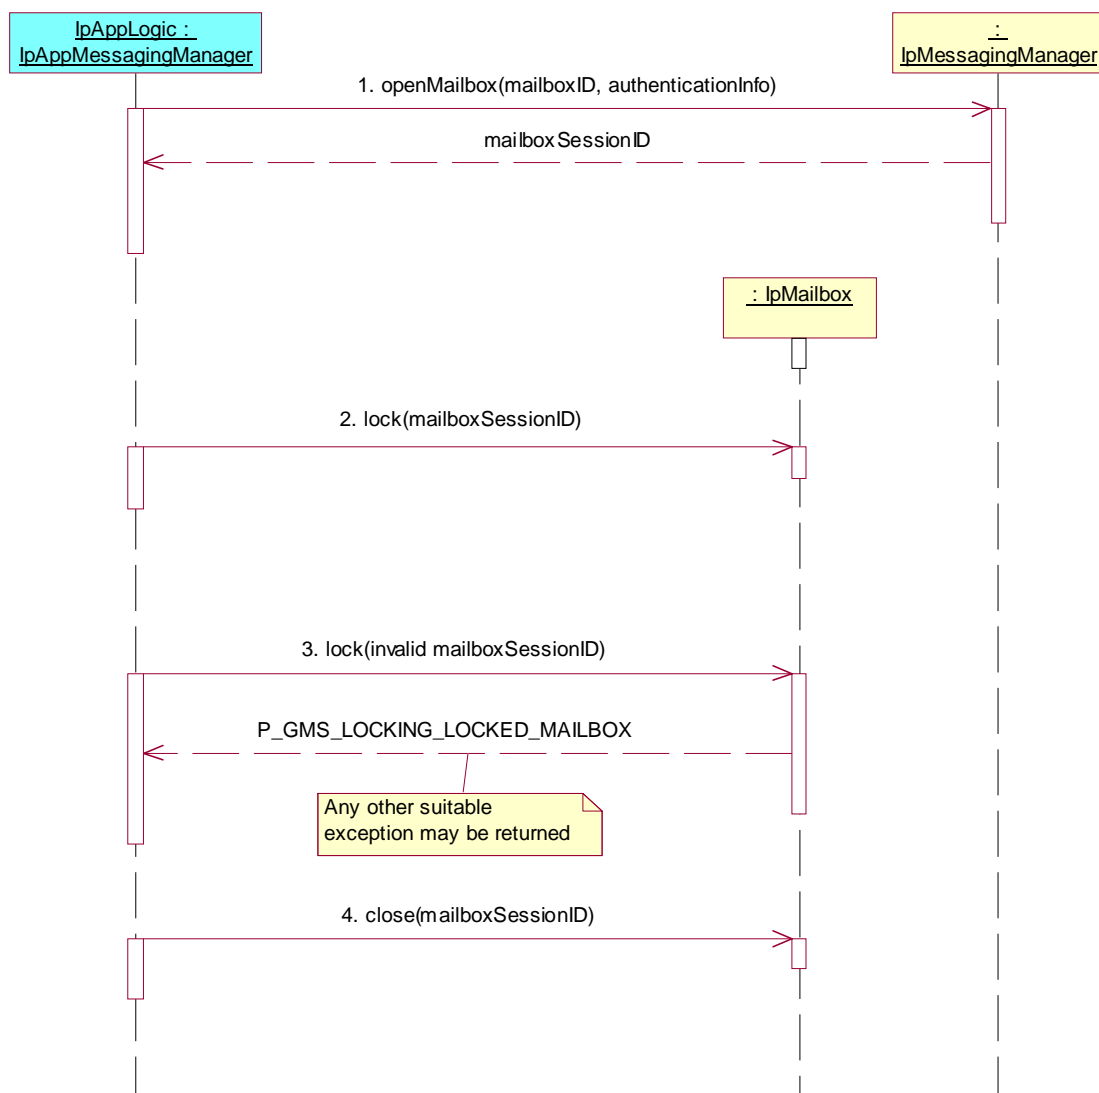 IpAppLogic :
IpAppMessagingManager
:
IpMessagingManager
1. openMailbox(mailboxID, authenticationInfo)
mailboxSessionID
: IpMailbox
2. lock(mailboxSessionID)
3. lock(invalid mailboxSessionID)
P_GMS_LOCKING_LOCKED_MAILBOX
Any other suitable
exception may be returned
4. close(mailboxSessionID)